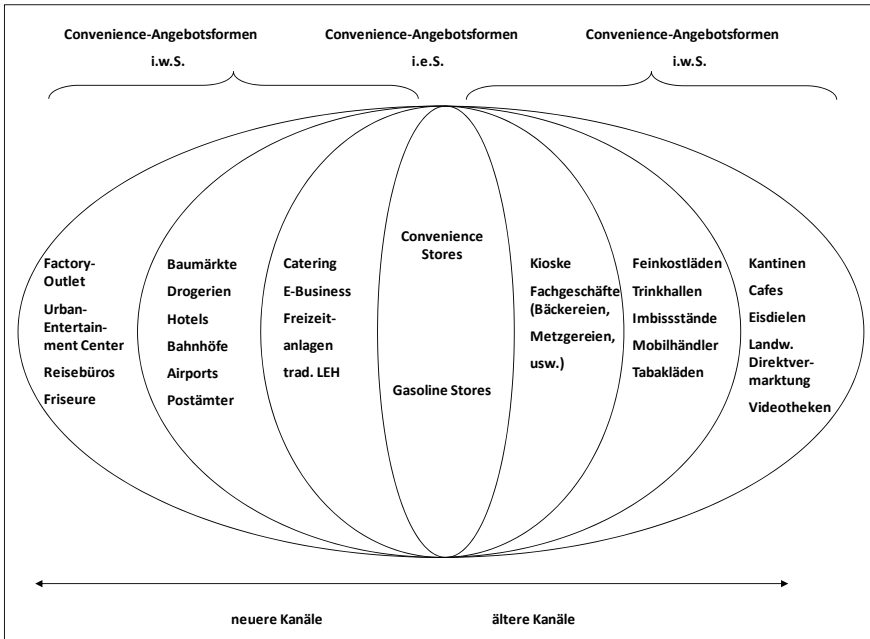 Convenience-Angebotsformen
i.w.S.
Convenience-Angebotsformen
i.e.S.
Convenience-Angebotsformen
i.w.S.
Factory-
Outlet
Urban-
Entertain-
ment Center
Reisebüros
Friseure
Baumärkte
Drogerien
Hotels
Bahnhöfe
Airports
Postämter
Catering
E-Business
Freizeit-
anlagen
trad. LEH
Convenience
Stores
Gasoline Stores
Kioske
Fachgeschäfte
(Bäckereien,
Metzgereien,
usw.)
Feinkostläden
Trinkhallen
Imbissstände
Mobilhändler
Tabakläden
Kantinen
Cafes
Eisdielen
Landw.
Direktver-
marktung
Videotheken
neuere Kanäle
ältere Kanäle